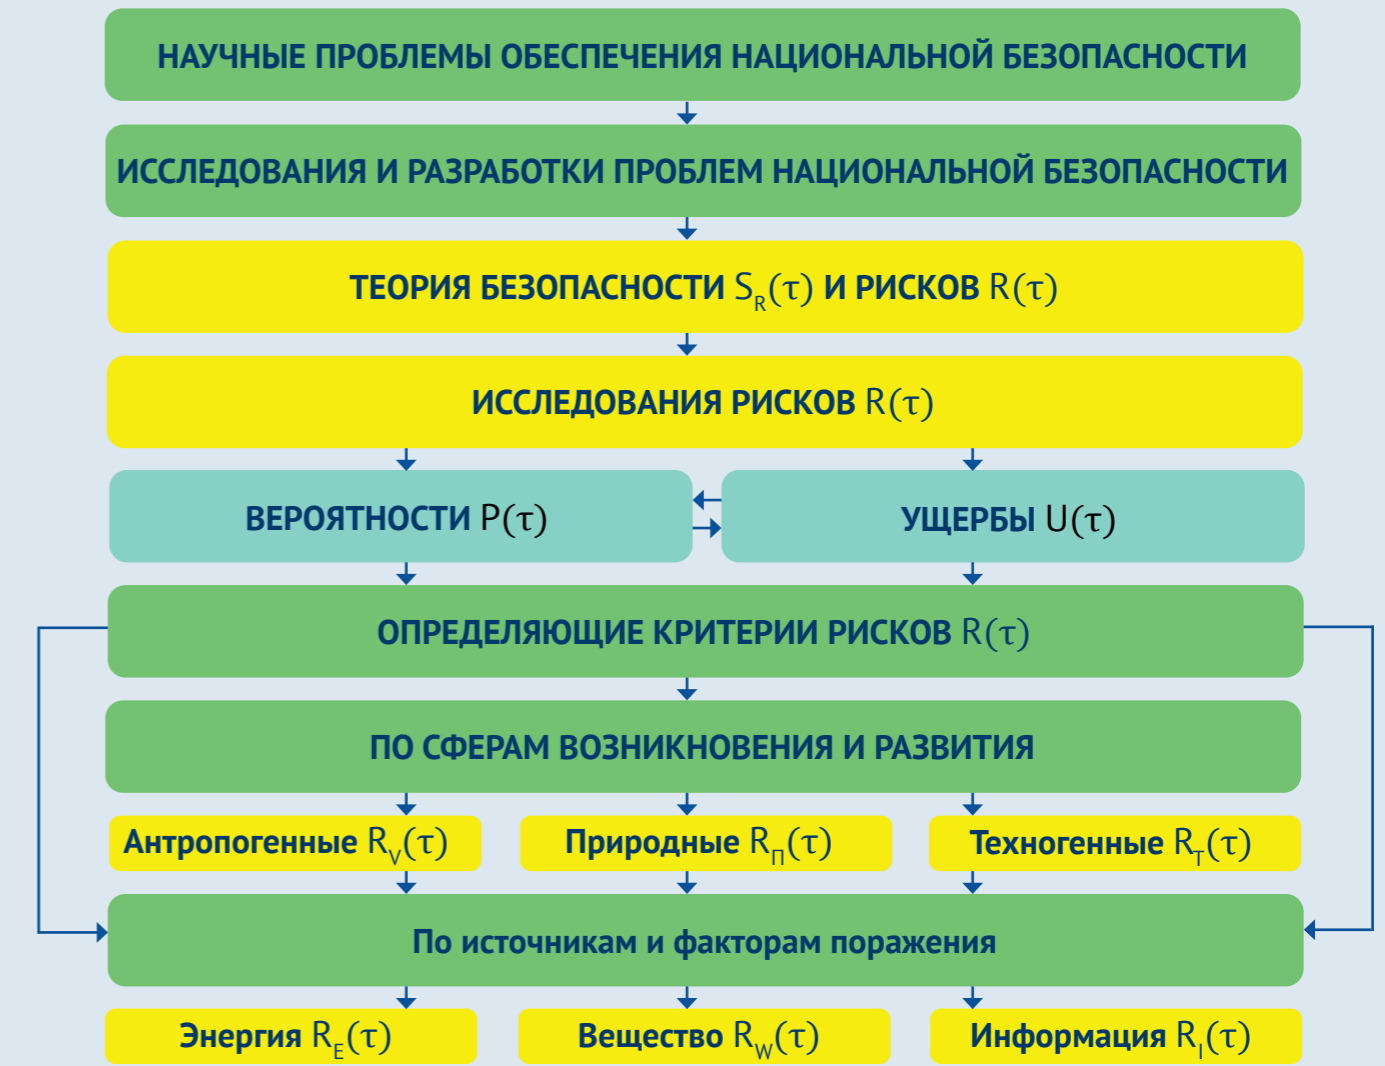 НАУЧНЫЕ ПРОБЛЕМЫ ОБЕСПЕЧЕНИЯ НАЦИОНАЛЬНОЙ БЕЗОПАСНОСТИ
ИССЛЕДОВАНИЯ И РАЗРАБОТКИ ПРОБЛЕМ НАЦИОНАЛЬНОЙ БЕЗОПАСНОСТИ
ТЕОРИЯ БЕЗОПАСНОСТИ S_R(τ) И РИСКОВ R(τ)
ИССЛЕДОВАНИЯ РИСКОВ R(τ)
ВЕРОЯТНОСТИ P(τ)
УЩЕРБЫ U(τ)
ОПРЕДЕЛЯЮЩИЕ КРИТЕРИИ РИСКОВ R(τ)
ПО СФЕРАМ ВОЗНИКНОВЕНИЯ И РАЗВИТИЯ
Антропогенные R_V(τ)
Природные R_П(τ)
Техногенные R_T(τ)
По источникам и факторам поражения
Энергия R_E(τ)
Вещество R_W(τ)
Информация R_I(τ)